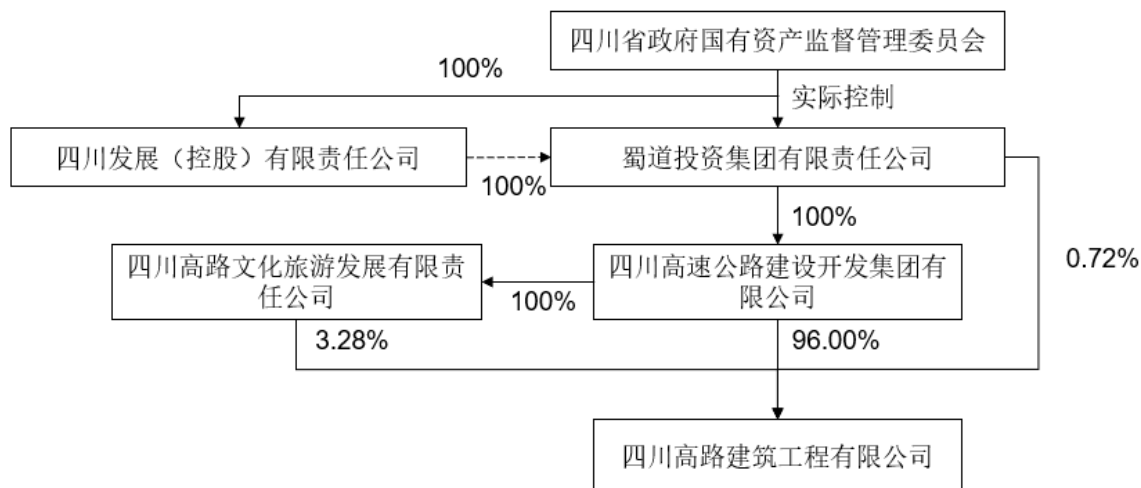 四川省政府国有资产监督管理委员会
100%
实际控制
四川发展（控股）有限责任公司
100%
蜀道投资集团有限责任公司
100%
0.72%
四川高路文化旅游发展有限责
任公司
100%
四川高速公路建设开发集团有
限公司
3.28%
96.00%
四川高路建筑工程有限公司